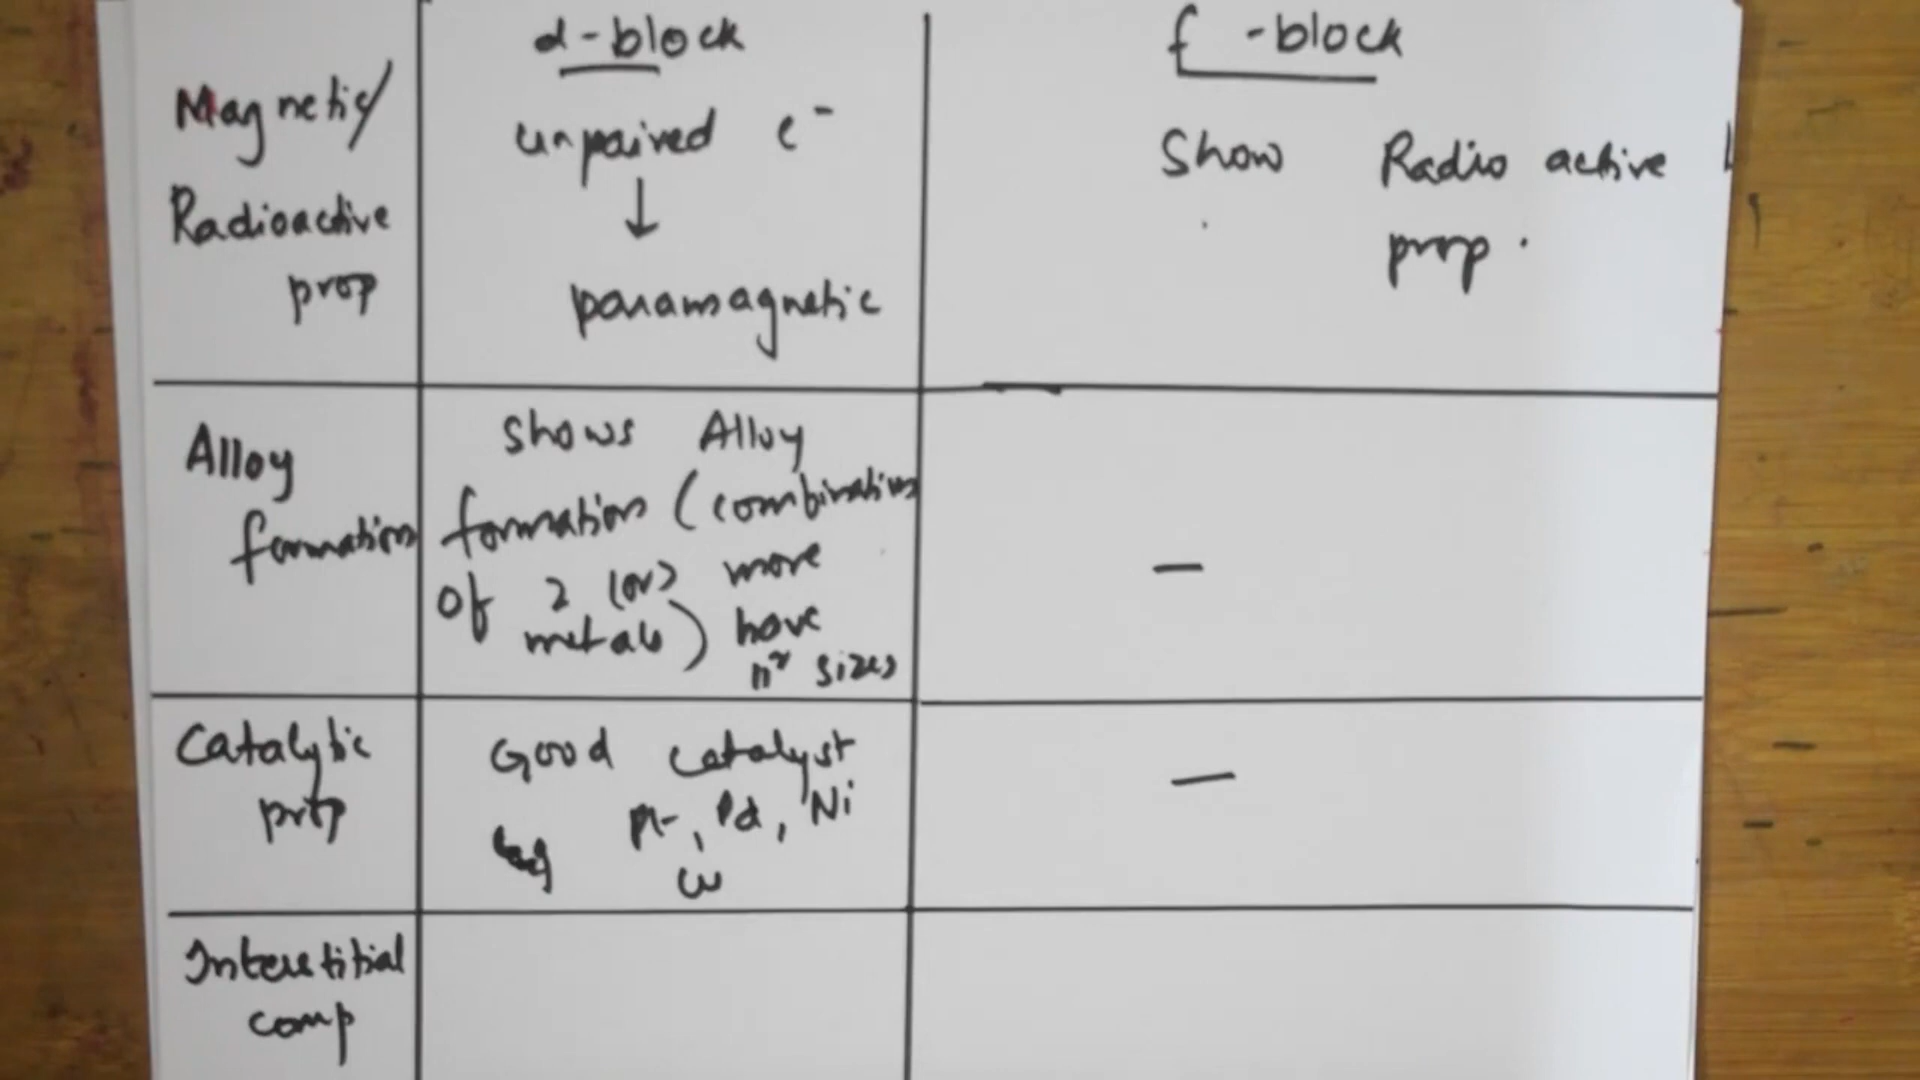 d-block
f-block
Magnetic/
Radioactive
prop
unpaired e⁻
↓
paramagnetic
Show Radio active
prop.
Alloy
formation
shows Alloy
formation (combination
of 2 (or) more
metals) have
sizes
—
Catalytic
prop
Good catalyst
Pt, Pd, Ni
W
—
Interstitial
comp